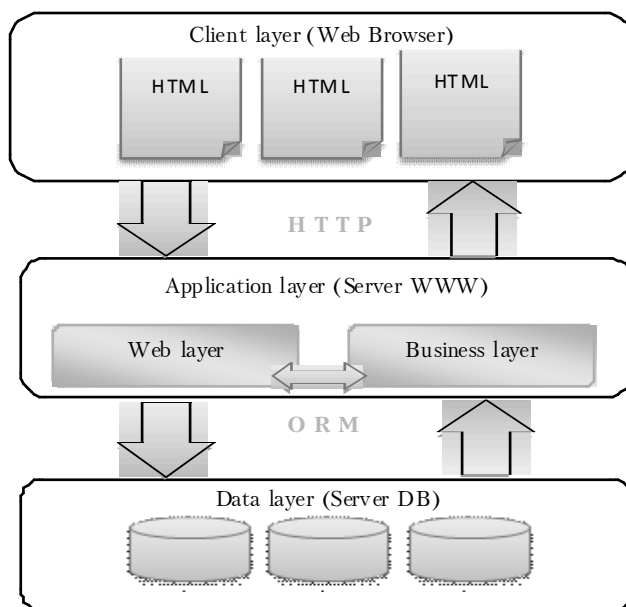 Client layer (Web Browser)
HTML HTML HTML
HTTP
Application layer (Server WWW)
Web layer Business layer
ORM
Data layer (Server DB)